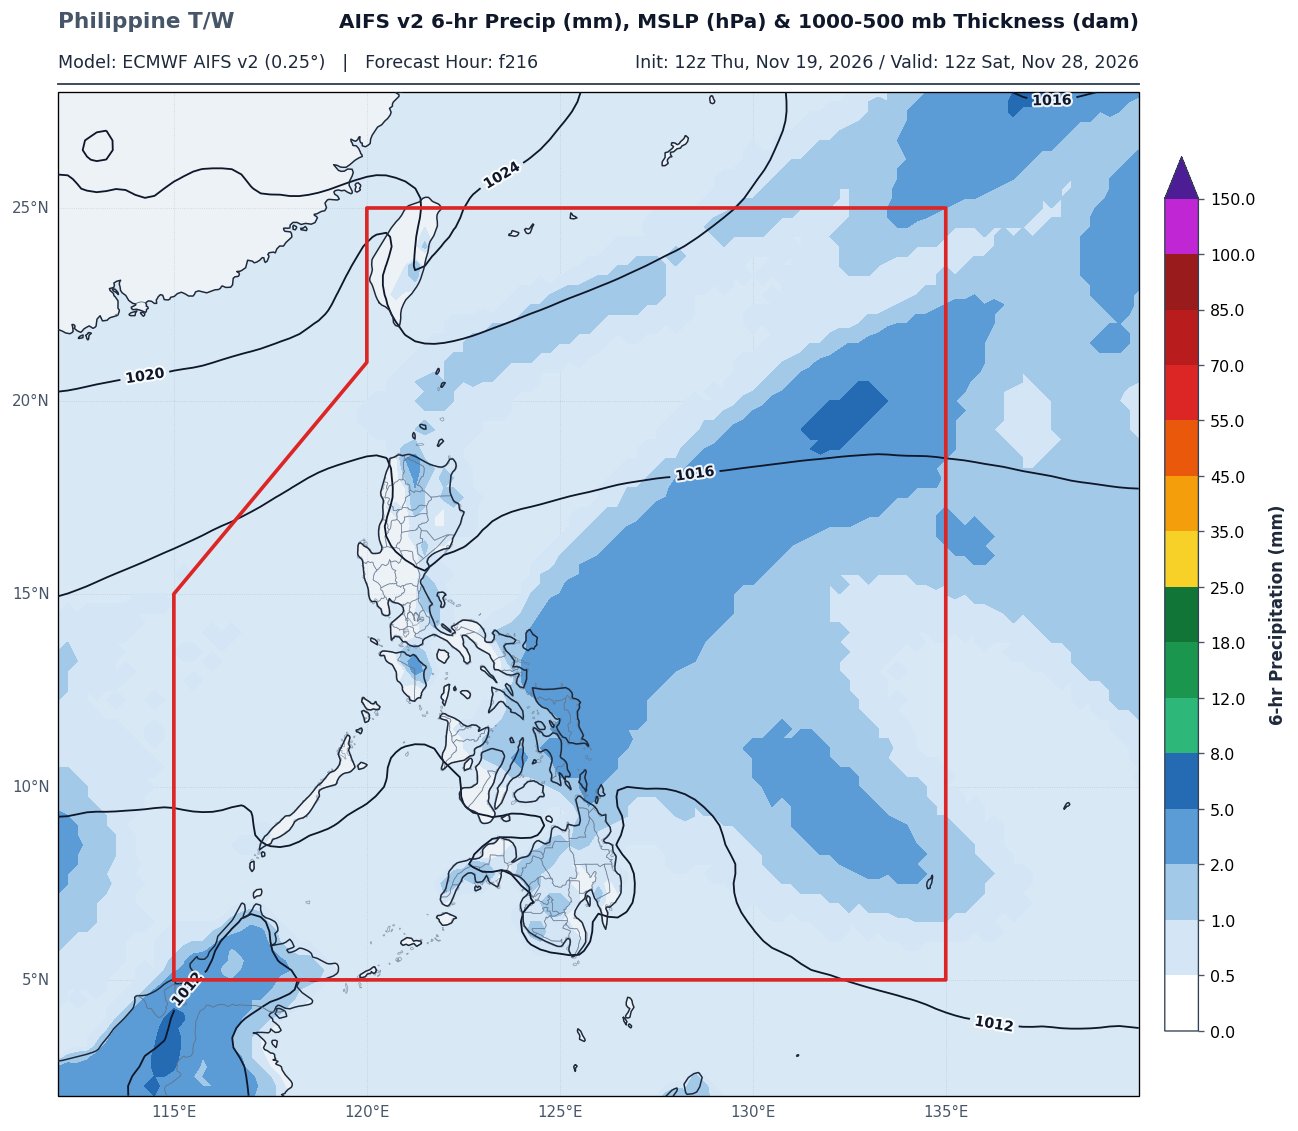 Philippine T/W
AIFS v2 6-hr Precip (mm), MSLP (hPa) & 1000-500 mb Thickness (dam)
Model: ECMWF AIFS v2 (0.25°) | Forecast Hour: f216
Init: 12z Thu, Nov 19, 2026 / Valid: 12z Sat, Nov 28, 2026
1016
1024
25°N
1020
20°N
1016
15°N
10°N
5°N
1012
1012
115°E
120°E
125°E
130°E
135°E
150.0
100.0
85.0
70.0
55.0
45.0
35.0
25.0
18.0
12.0
8.0
5.0
2.0
1.0
0.5
0.0
6-hr Precipitation (mm)